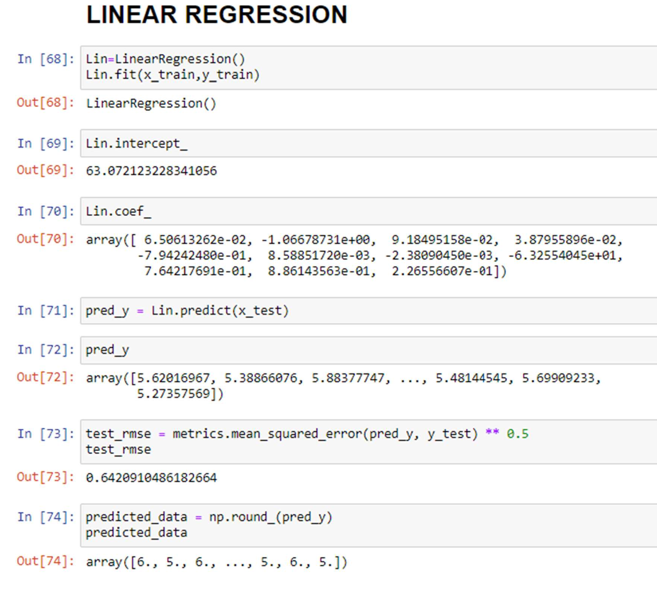 LINEAR REGRESSION
In [68]: Lin=LinearRegression()
Lin.fit(x_train,y_train)
Out[68]: LinearRegression()
In [69]: Lin.intercept_
Out[69]: 63.072123228341056
In [70]: Lin.coef_
Out[70]: array([ 6.50613262e-02, -1.06678731e+00,  9.18495158e-02,  3.87955896e-02,
-7.94242480e-01,  8.58851720e-03, -2.38090450e-03, -6.32554045e+01,
7.64217691e-01,  8.86143563e-01,  2.26556607e-01])
In [71]: pred_y = Lin.predict(x_test)
In [72]: pred_y
Out[72]: array([5.62016967, 5.38866076, 5.88377747, ..., 5.48144545, 5.69909233,
5.27357569])
In [73]: test_rmse = metrics.mean_squared_error(pred_y, y_test) ** 0.5
test_rmse
Out[73]: 0.6420910486182664
In [74]: predicted_data = np.round_(pred_y)
predicted_data
Out[74]: array([6., 5., 6., ..., 5., 6., 5.])